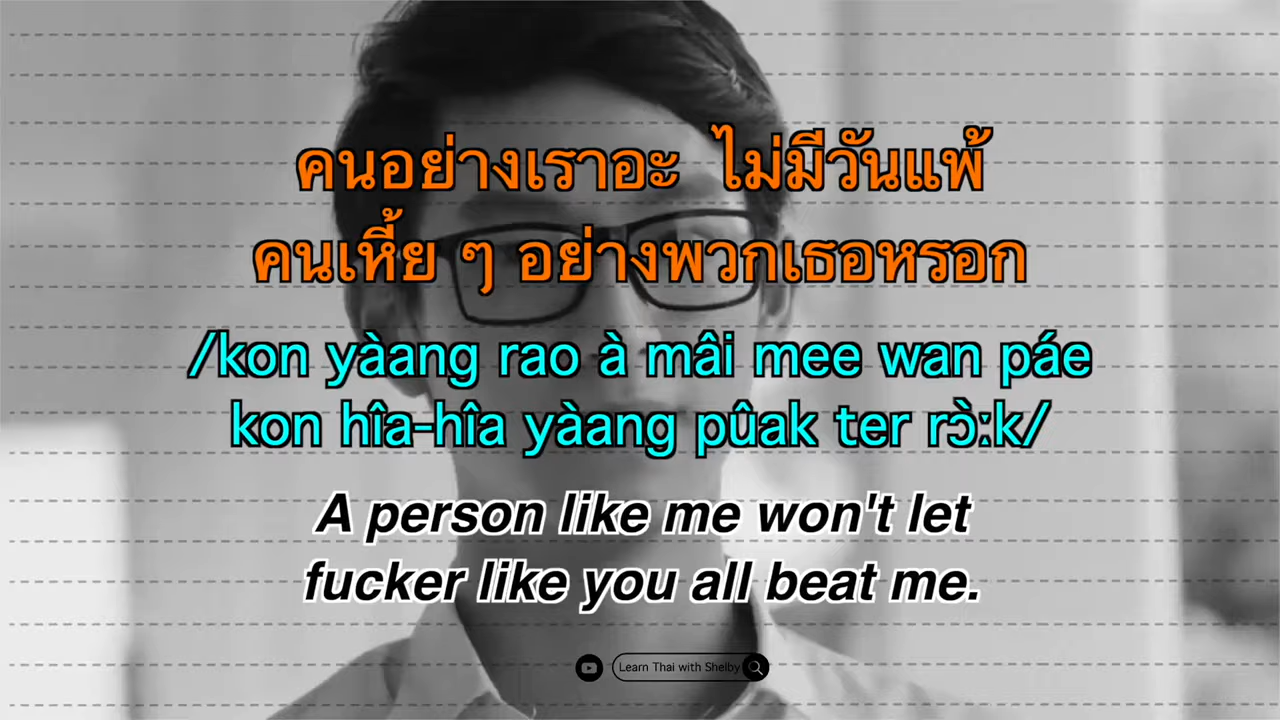 คนอย่างเราอะ ไม่มีวันแพ้
คนเหี้ย ๆ อย่างพวกเธอหรอก
/kon yàang rao à mâi mee wan páe
kon hîa-hîa yàang pûak ter rɔ̀ːk/
A person like me won't let
fucker like you all beat me.
Learn Thai with Shelby